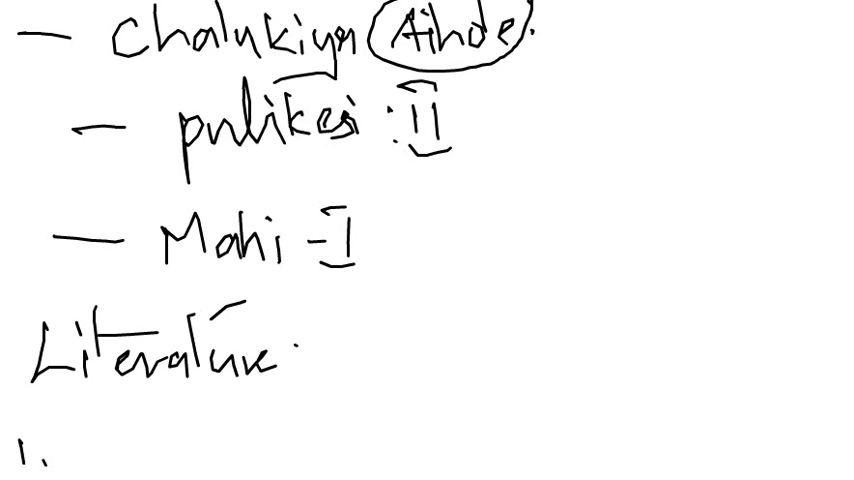 — Chalukiya Aihole.
— pulikesi : II
— Mahi - I
Literature.
1.